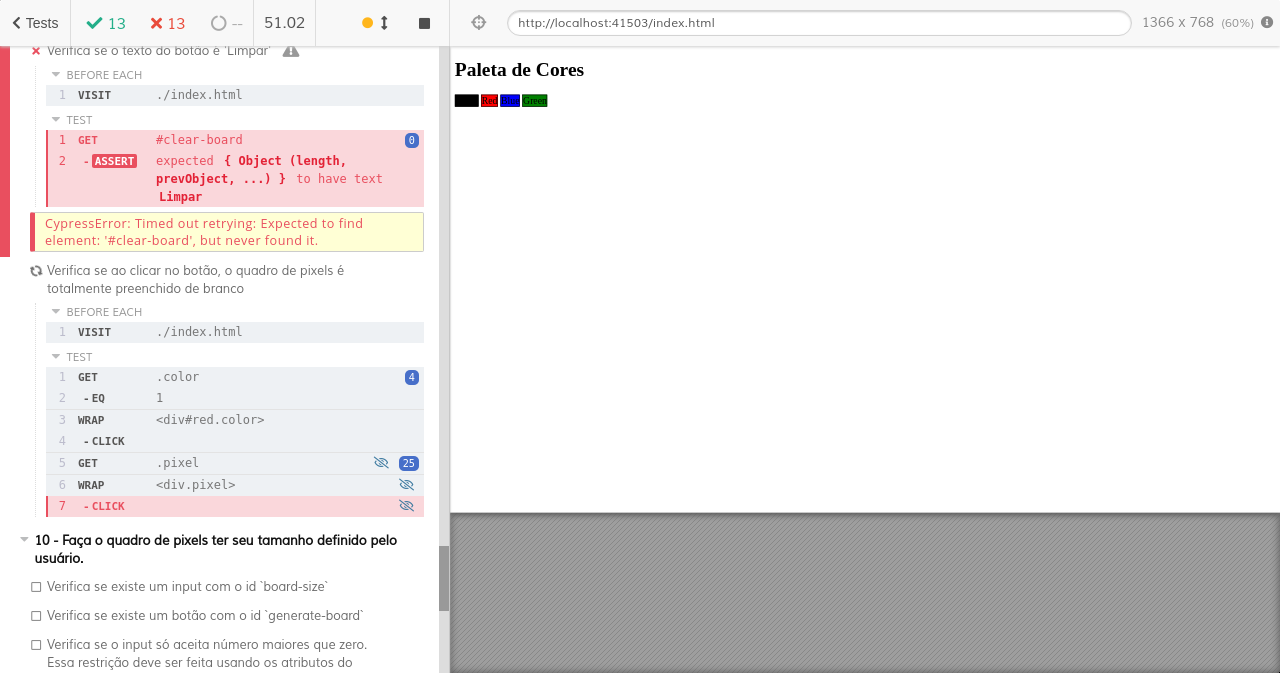 Tests 13 13 -- 51.02 http://localhost:41503/index.html 1366 x 768 (60%)
Verifica se o texto do botão é 'Limpar'
BEFORE EACH
1 VISIT ./index.html
TEST
1 GET #clear-board 0
2 -ASSERT expected { Object (length,
prevObject, ...) } to have text
Limpar
CypressError: Timed out retrying: Expected to find
element: '#clear-board', but never found it.
Verifica se ao clicar no botão, o quadro de pixels é
totalmente preenchido de branco
BEFORE EACH
1 VISIT ./index.html
TEST
1 GET .color 4
2 -EQ 1
3 WRAP <div#red.color>
4 -CLICK
5 GET .pixel 25
6 WRAP <div.pixel>
7 -CLICK
10 - Faça o quadro de pixels ter seu tamanho definido pelo
usuário.
Verifica se existe um input com o id `board-size`
Verifica se existe um botão com o id `generate-board`
Verifica se o input só aceita número maiores que zero.
Essa restrição deve ser feita usando os atributos do
Paleta de Cores
Red Blue Green